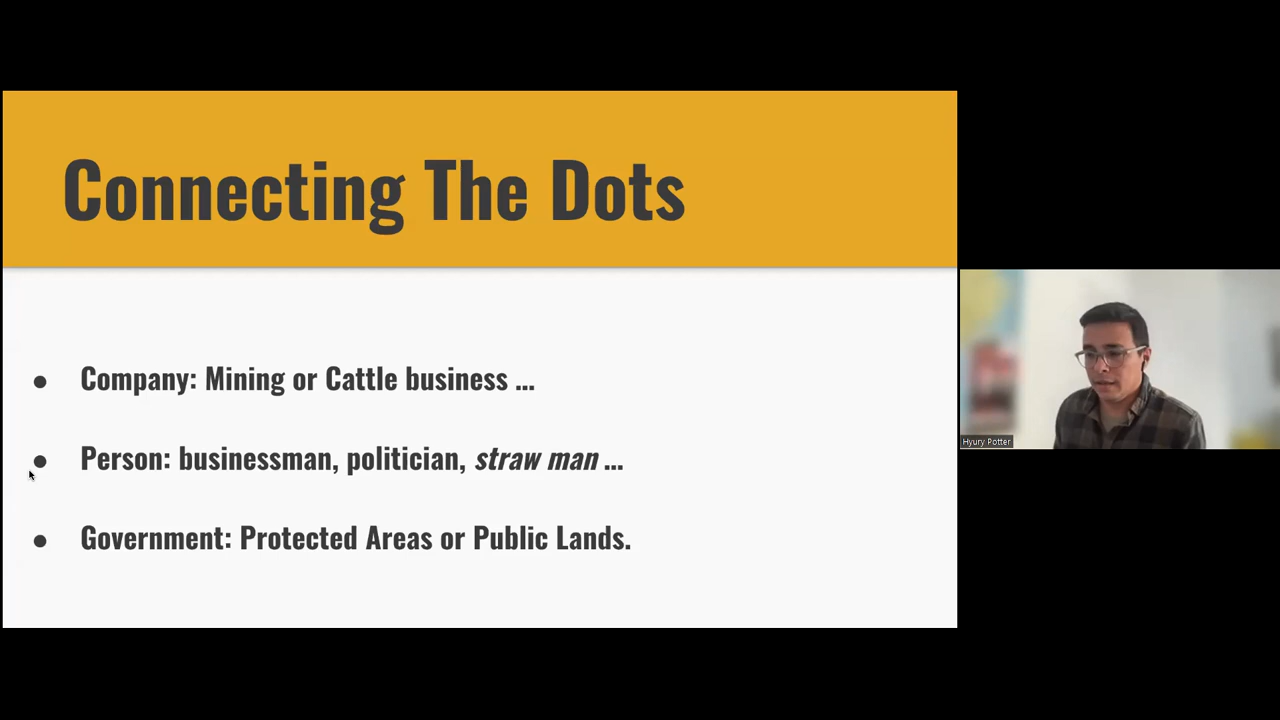 Connecting The Dots
● Company: Mining or Cattle business ...
● Person: businessman, politician, straw man ...
● Government: Protected Areas or Public Lands.
Hyury Potter